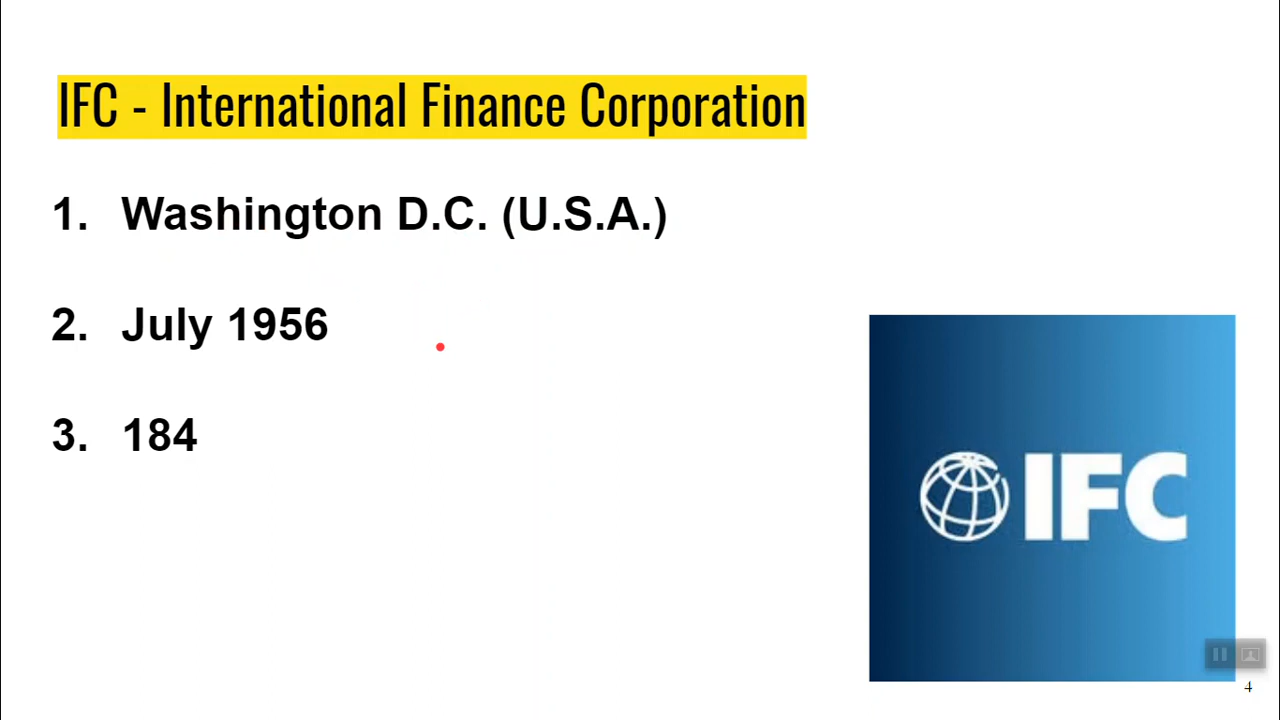 IFC - International Finance Corporation
1. Washington D.C. (U.S.A.)
2. July 1956
3. 184
IFC
4